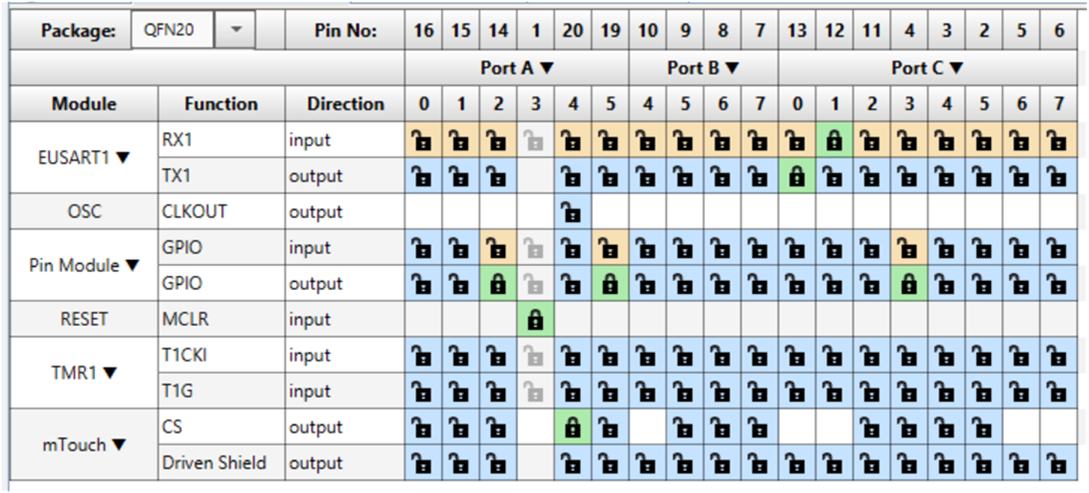 Package: QFN20 Pin No: 16 15 14 1 20 19 10 9 8 7 13 12 11 4 3 2 5 6
Port A ▼ Port B ▼ Port C ▼
Module Function Direction 0 1 2 3 4 5 4 5 6 7 0 1 2 3 4 5 6 7
EUSART1 ▼
RX1 input
TX1 output
OSC CLKOUT output
Pin Module ▼
GPIO input
GPIO output
RESET MCLR input
TMR1 ▼
T1CKI input
T1G input
mTouch ▼
CS output
Driven Shield output